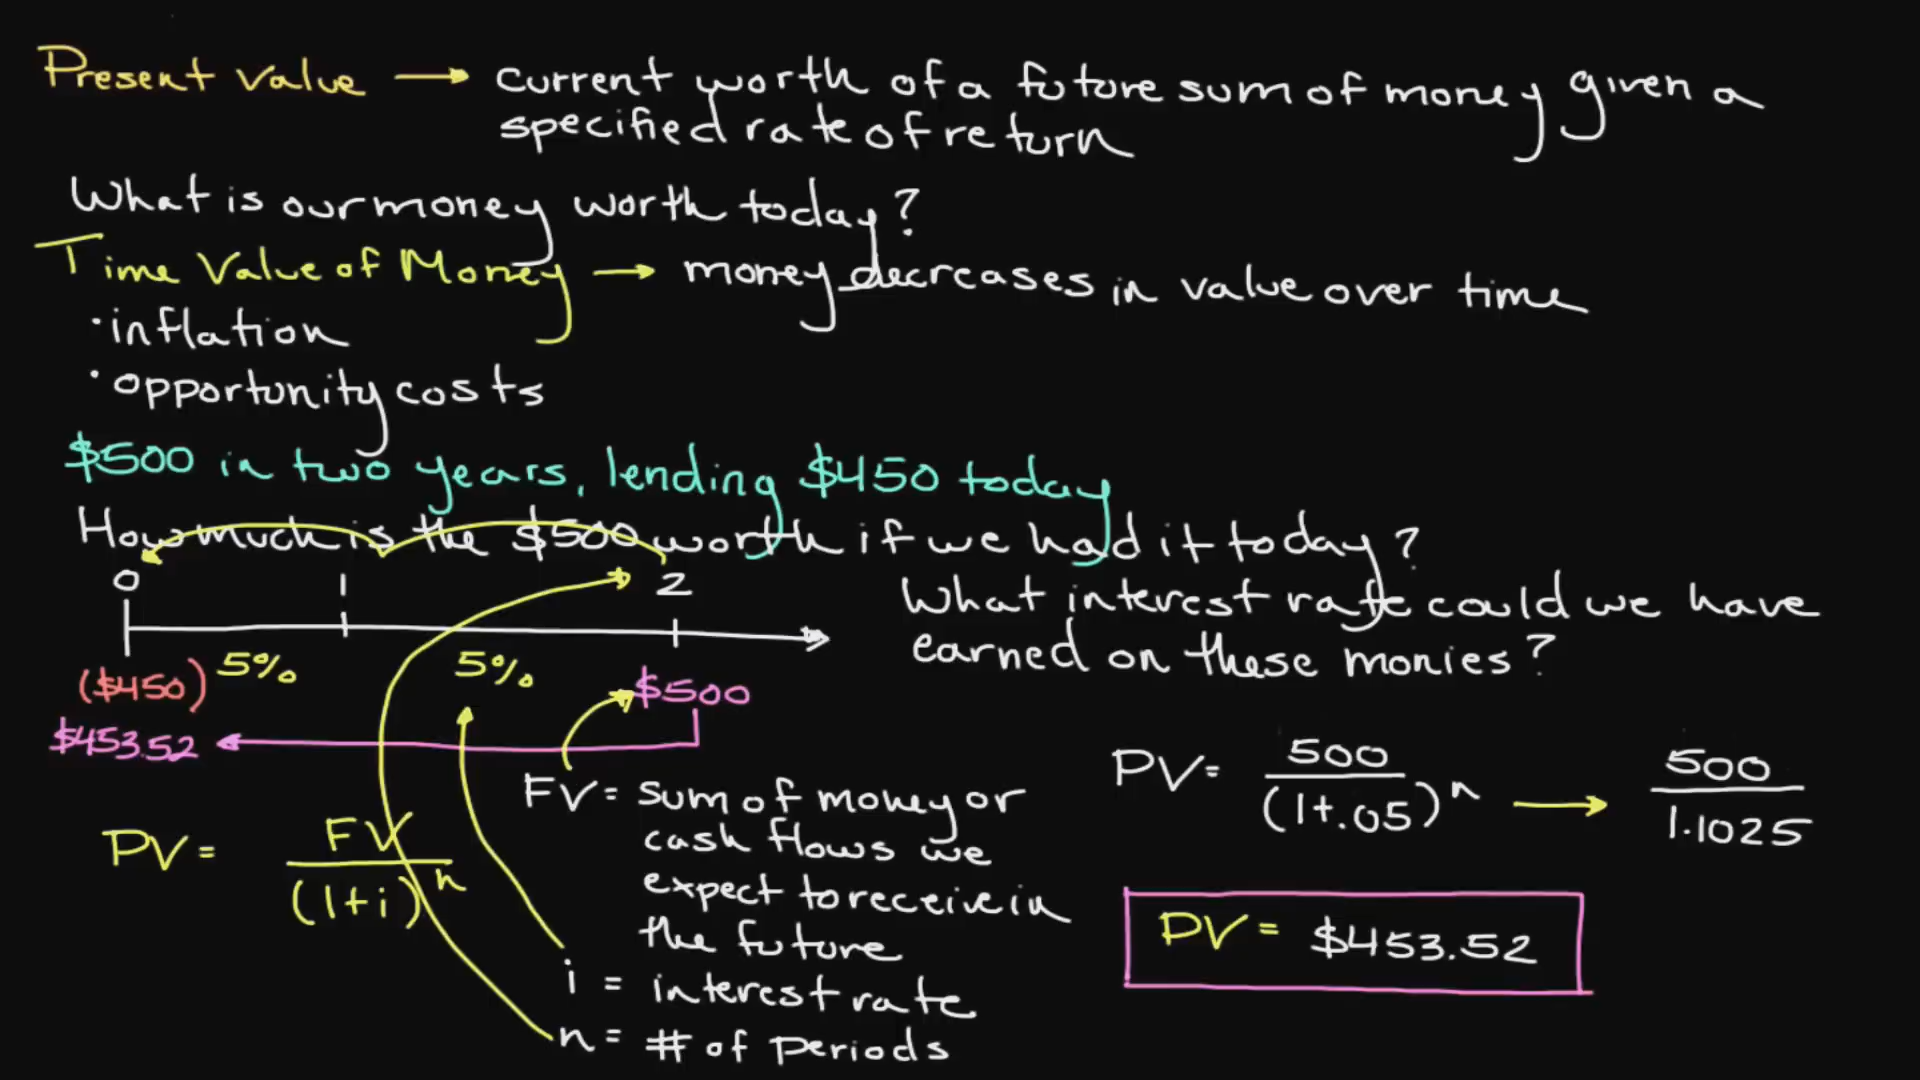 Present Value → current worth of a future sum of money given a
specified rate of return
What is our money worth today?
Time Value of Money → money decreases in value over time
·inflation
·opportunity costs
$500 in two years, lending $450 today
How much is the $500 worth if we had it today?
0 1 2
What interest rate could we have
earned on these monies?
($450) 5% 5% $500
$453.52
PV= FV
(1+i)^n
FV= sum of money or
cash flows we
expect to receive in
the future
i = interest rate
n= # of periods
PV= 500 → 500
(1+.05)^n 1.1025
PV= $453.52